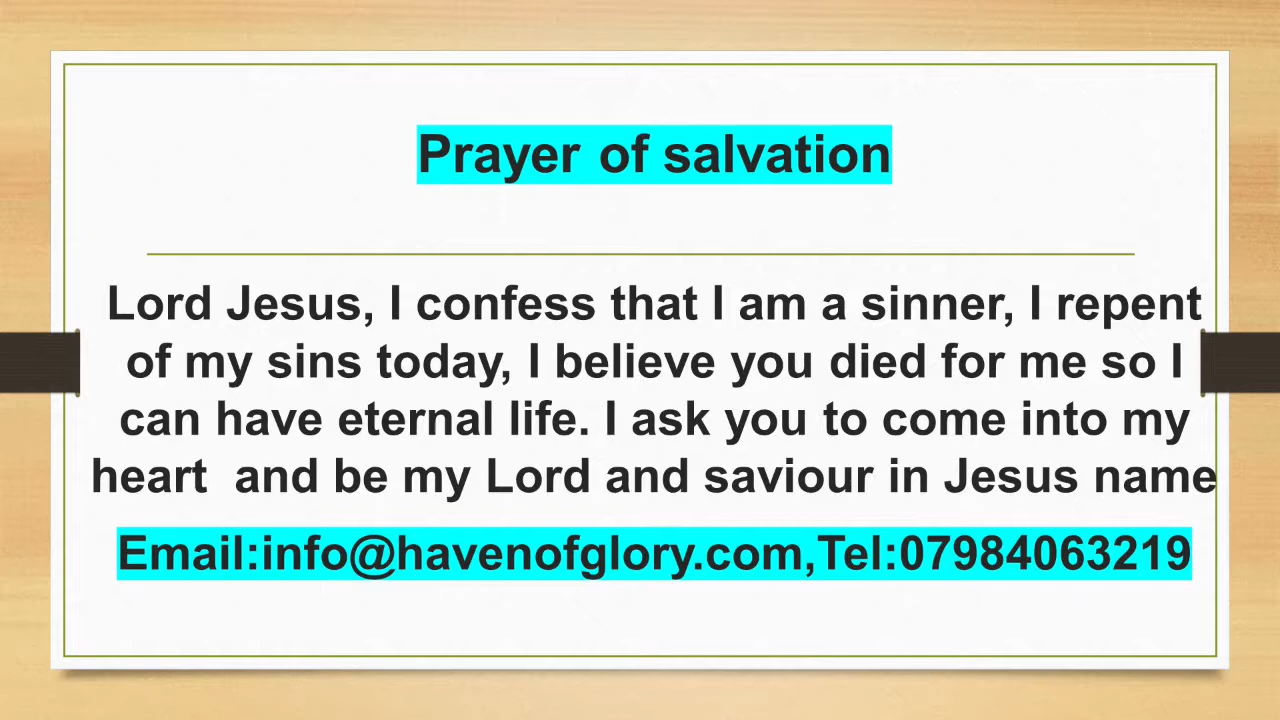 Prayer of salvation
Lord Jesus, I confess that I am a sinner, I repent
of my sins today, I believe you died for me so I
can have eternal life. I ask you to come into my
heart  and be my Lord and saviour in Jesus name
Email:info@havenofglory.com,Tel:07984063219